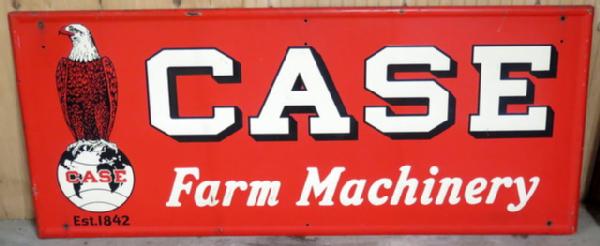 CASE
Farm Machinery
CASE
Est.1842